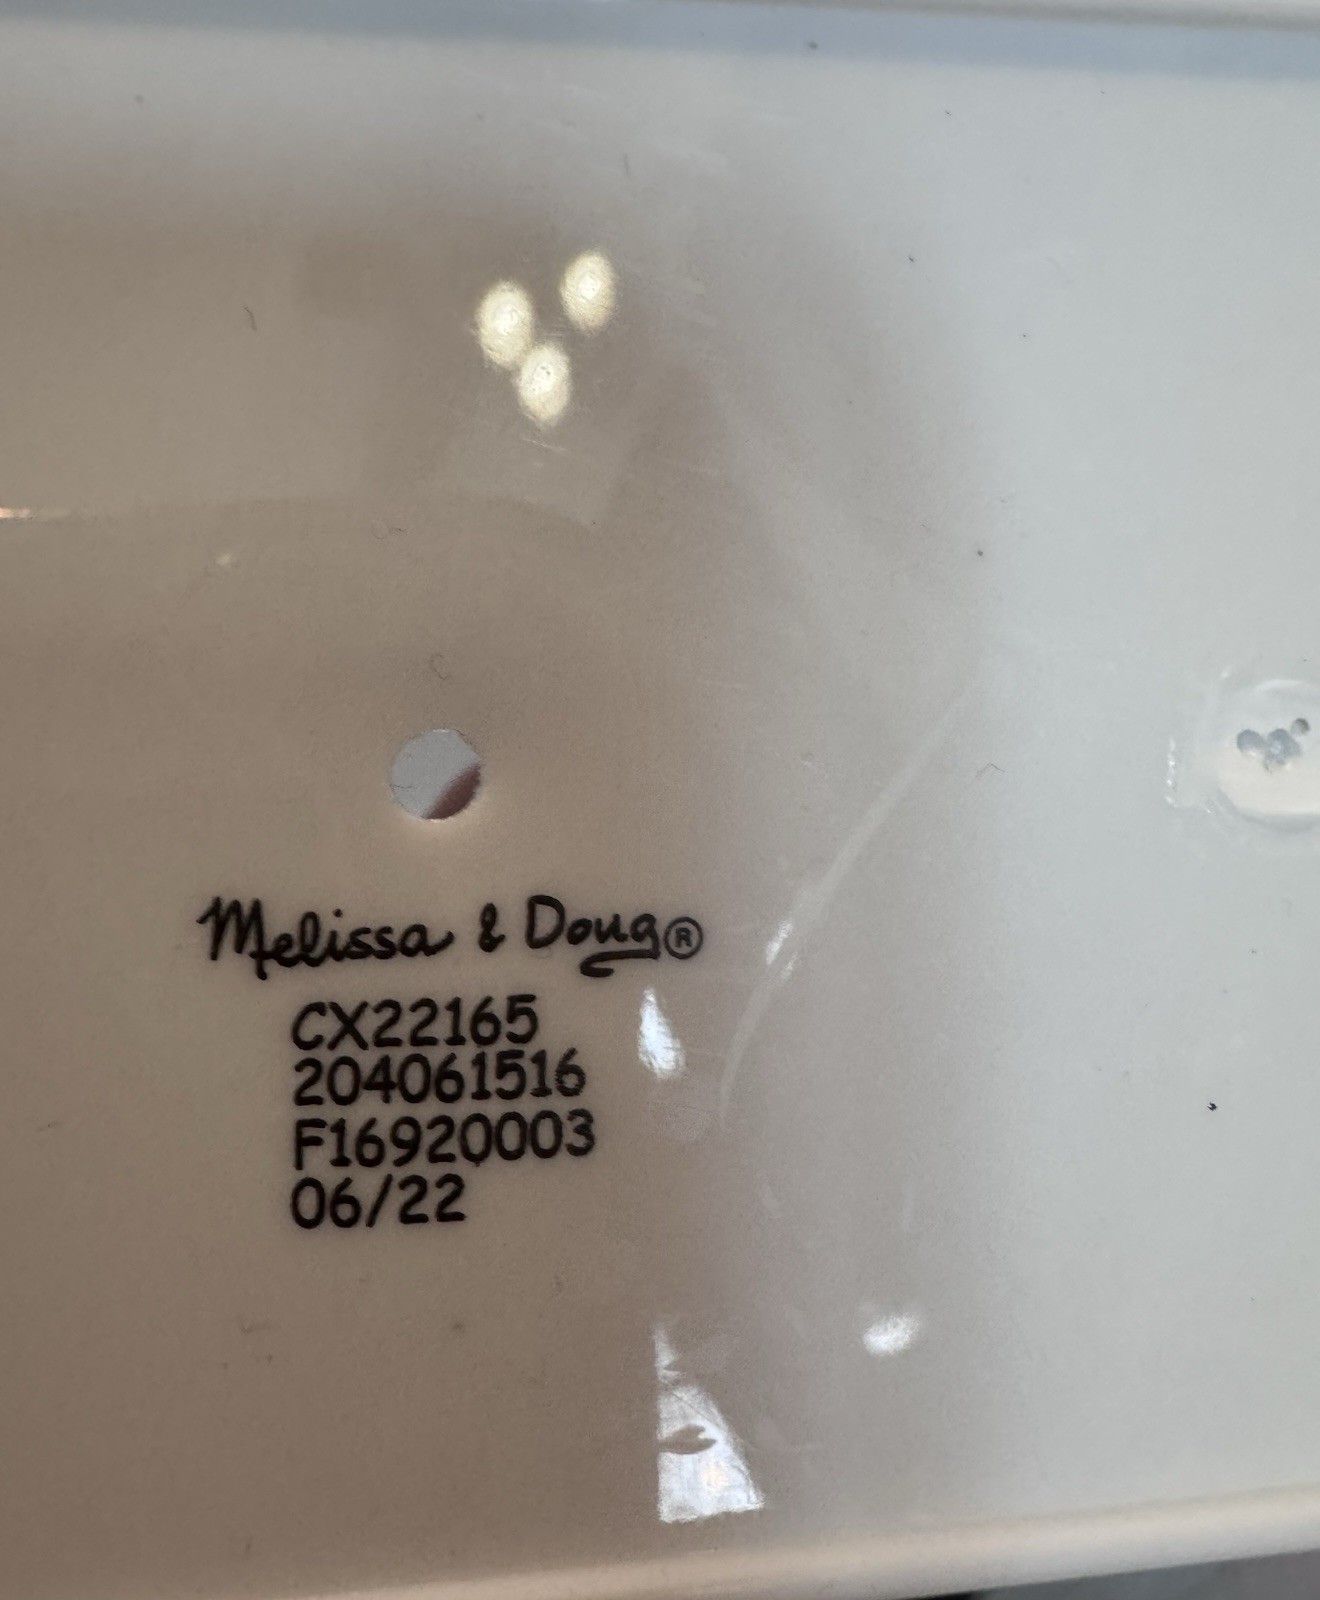 Melissa & Doug®
CX22165
204061516
F16920003
06/22